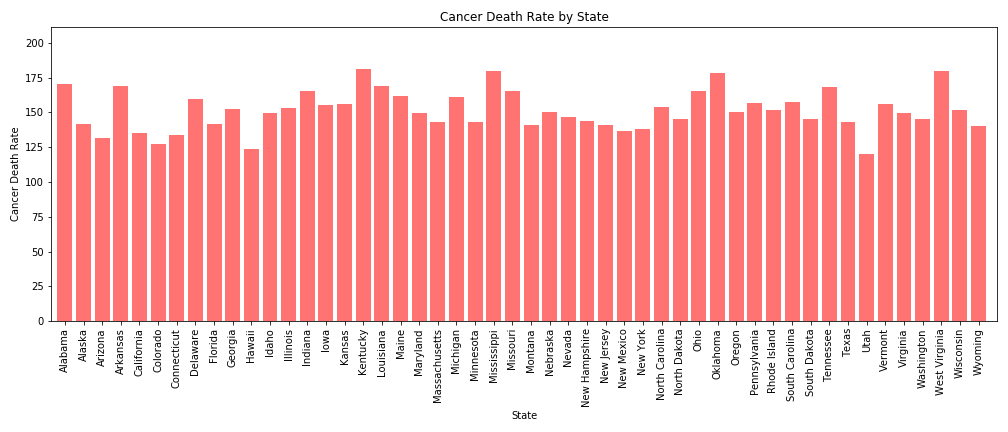 Cancer Death Rate by State
Cancer Death Rate
200
175
150
125
100
75
50
25
0
Alabama
Alaska
Arizona
Arkansas
California
Colorado
Connecticut
Delaware
Florida
Georgia
Hawaii
Idaho
Illinois
Indiana
Iowa
Kansas
Kentucky
Louisiana
Maine
Maryland
Massachusetts
Michigan
Minnesota
Mississippi
Missouri
Montana
Nebraska
Nevada
New Hampshire
New Jersey
New Mexico
New York
North Carolina
North Dakota
Ohio
Oklahoma
Oregon
Pennsylvania
Rhode Island
South Carolina
South Dakota
Tennessee
Texas
Utah
Vermont
Virginia
Washington
West Virginia
Wisconsin
Wyoming
State